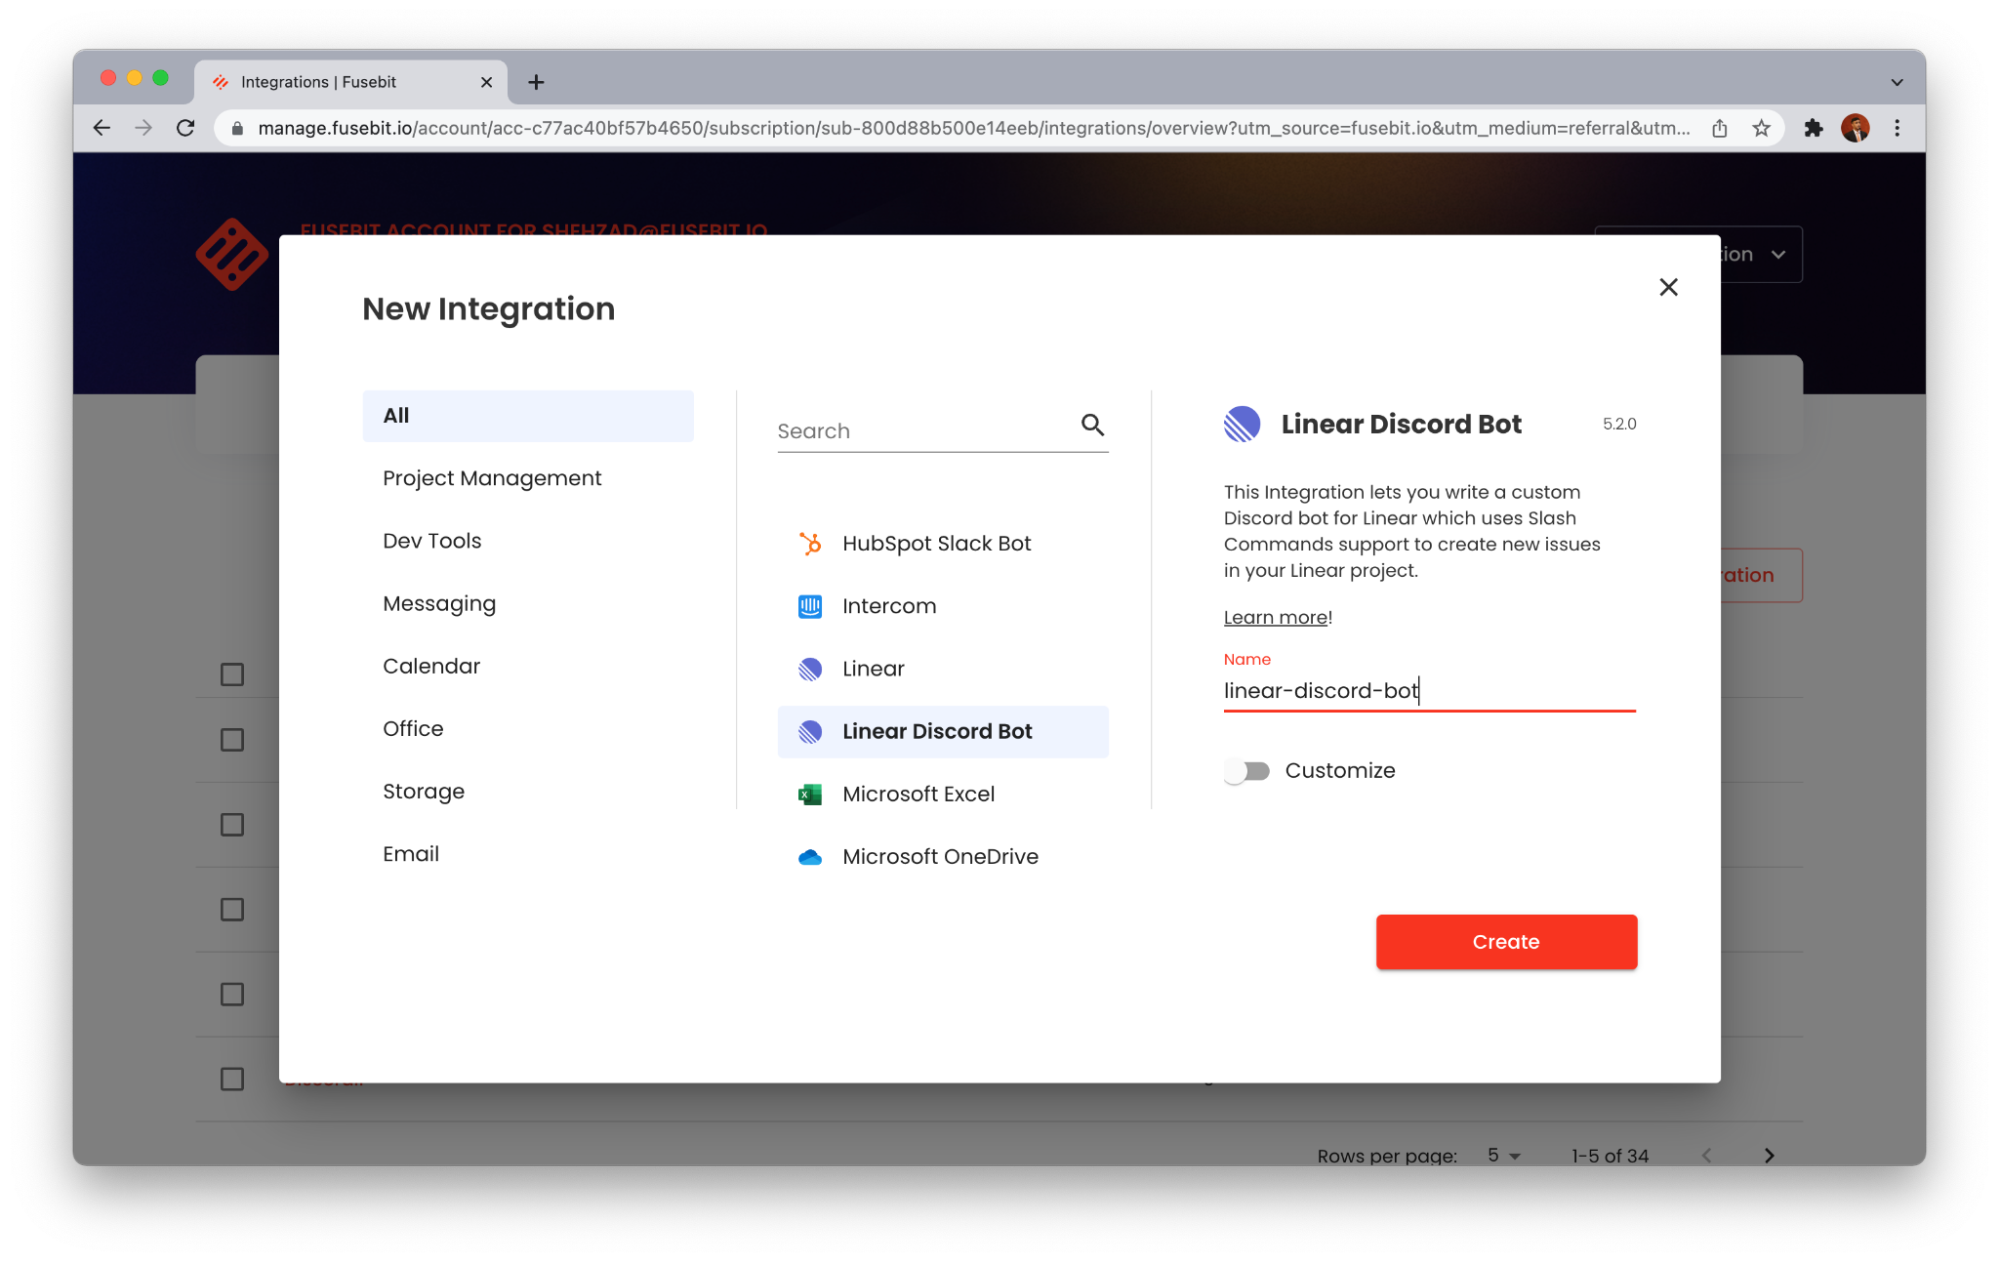 Integrations | Fusebit
manage.fusebit.io/account/acc-c77ac40bf57b4650/subscription/sub-800d88b500e14eeb/integrations/overview?utm_source=fusebit.io&utm_medium=referral&utm...
FUSEBIT ACCOUNT FOR SHEHZAD@FUSEBIT.IO
tion
New Integration
All
Project Management
Dev Tools
Messaging
Calendar
Office
Storage
Email
Search
HubSpot Slack Bot
Intercom
Linear
Linear Discord Bot
Microsoft Excel
Microsoft OneDrive
Linear Discord Bot
5.2.0
This Integration lets you write a custom
Discord bot for Linear which uses Slash
Commands support to create new issues
in your Linear project.
Learn more!
Name
linear-discord-bot
Customize
Create
ration
Rows per page: 5
1-5 of 34